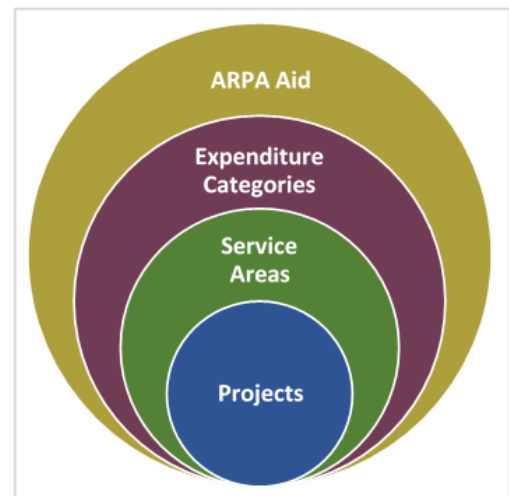 ARPA Aid
Expenditure
Categories
Service
Areas
Projects